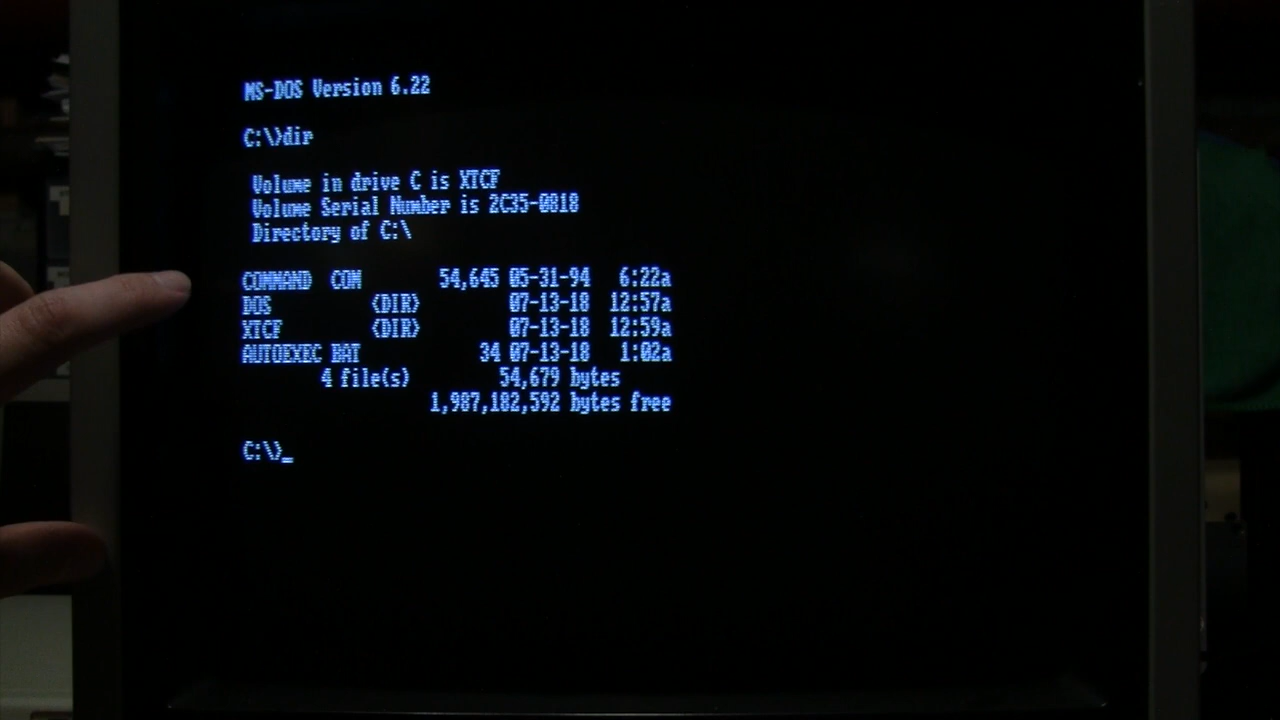 MS-DOS Version 6.22
C:\>dir
Volume in drive C is XTCF
Volume Serial Number is 2C35-0818
Directory of C:\
COMMAND COM 54,645 05-31-94 6:22a
DOS <DIR> 07-13-18 12:57a
XTCF <DIR> 07-13-18 12:59a
AUTOEXEC BAT 34 07-13-18 1:02a
4 file(s) 54,679 bytes
1,987,182,592 bytes free
C:\>_